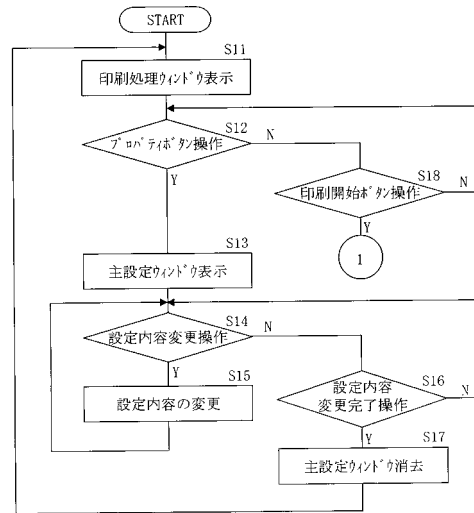 START
S11
印刷処理ウィンドウ表示
S12
プロパティボタン操作
N
Y
S18
印刷開始ボタン操作
N
Y
1
S13
主設定ウィンドウ表示
S14
設定内容変更操作
N
Y
S15
設定内容の変更
S16
設定内容
変更完了操作
N
Y
S17
主設定ウィンドウ消去